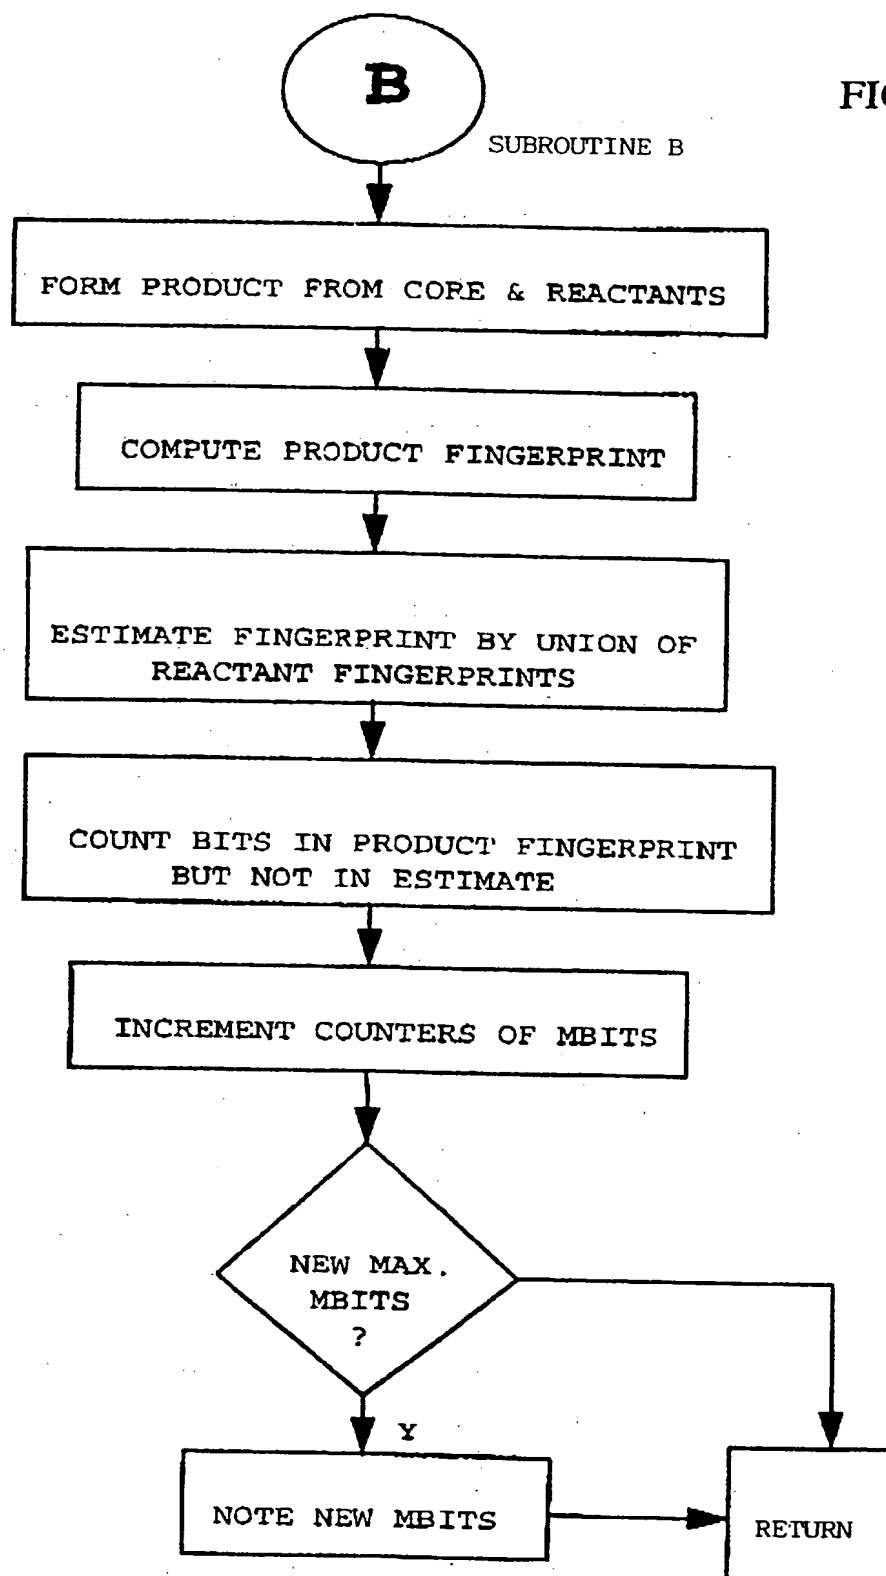 B
FIG
SUBROUTINE B
FORM PRODUCT FROM CORE & REACTANTS
COMPUTE PRODUCT FINGERPRINT
ESTIMATE FINGERPRINT BY UNION OF
REACTANT FINGERPRINTS
COUNT BITS IN PRODUCT FINGERPRINT
BUT NOT IN ESTIMATE
INCREMENT COUNTERS OF MBITS
NEW MAX.
MBITS
?
Y
NOTE NEW MBITS
RETURN